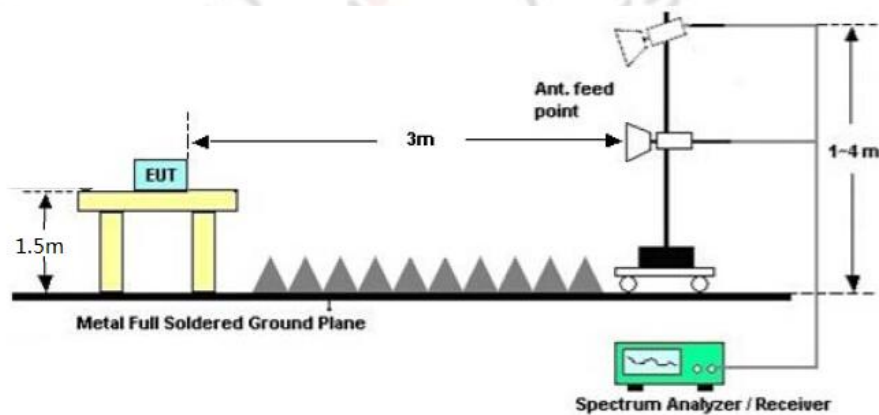 Ant. feed
point
3m
1~4 m
EUT
1.5m
Metal Full Soldered Ground Plane
Spectrum Analyzer / Receiver